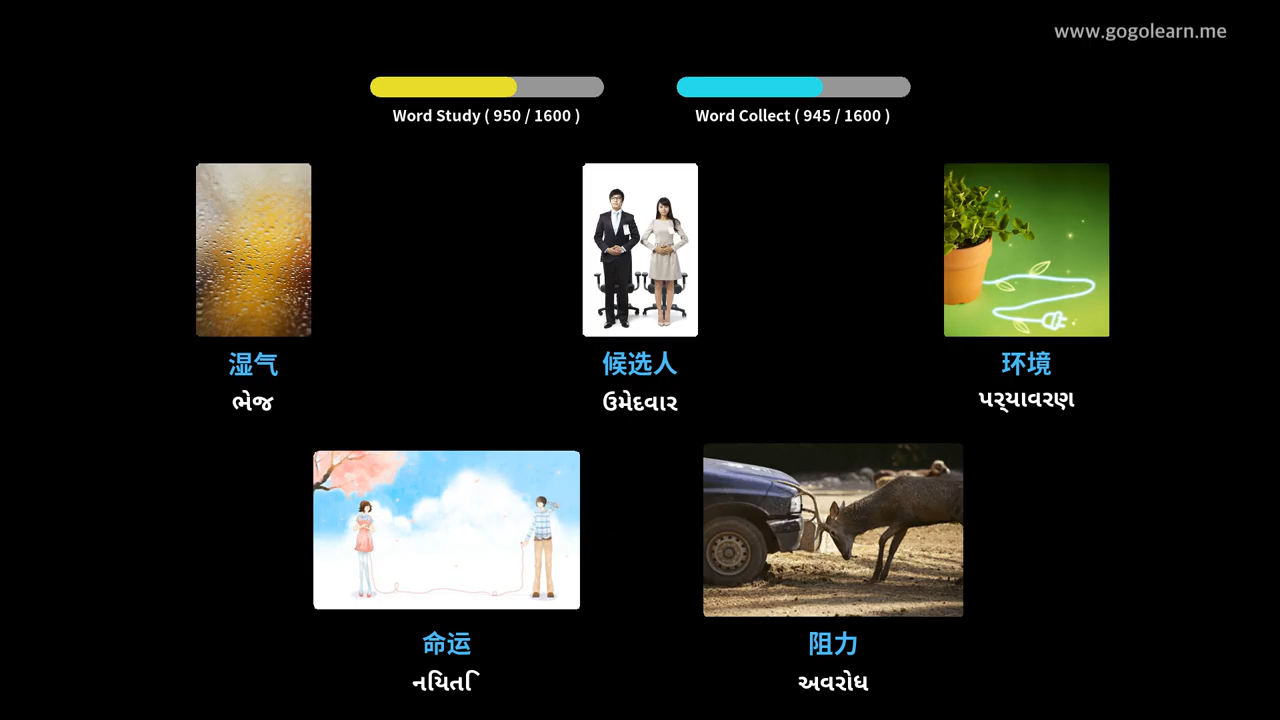 www.gogolearn.me
Word Study ( 950 / 1600 )
Word Collect ( 945 / 1600 )
湿气
候选人
环境
ભેજ
ઉમેદવાર
પર્યાવરણ
命运
阻力
નિયતિ
અવરોધ